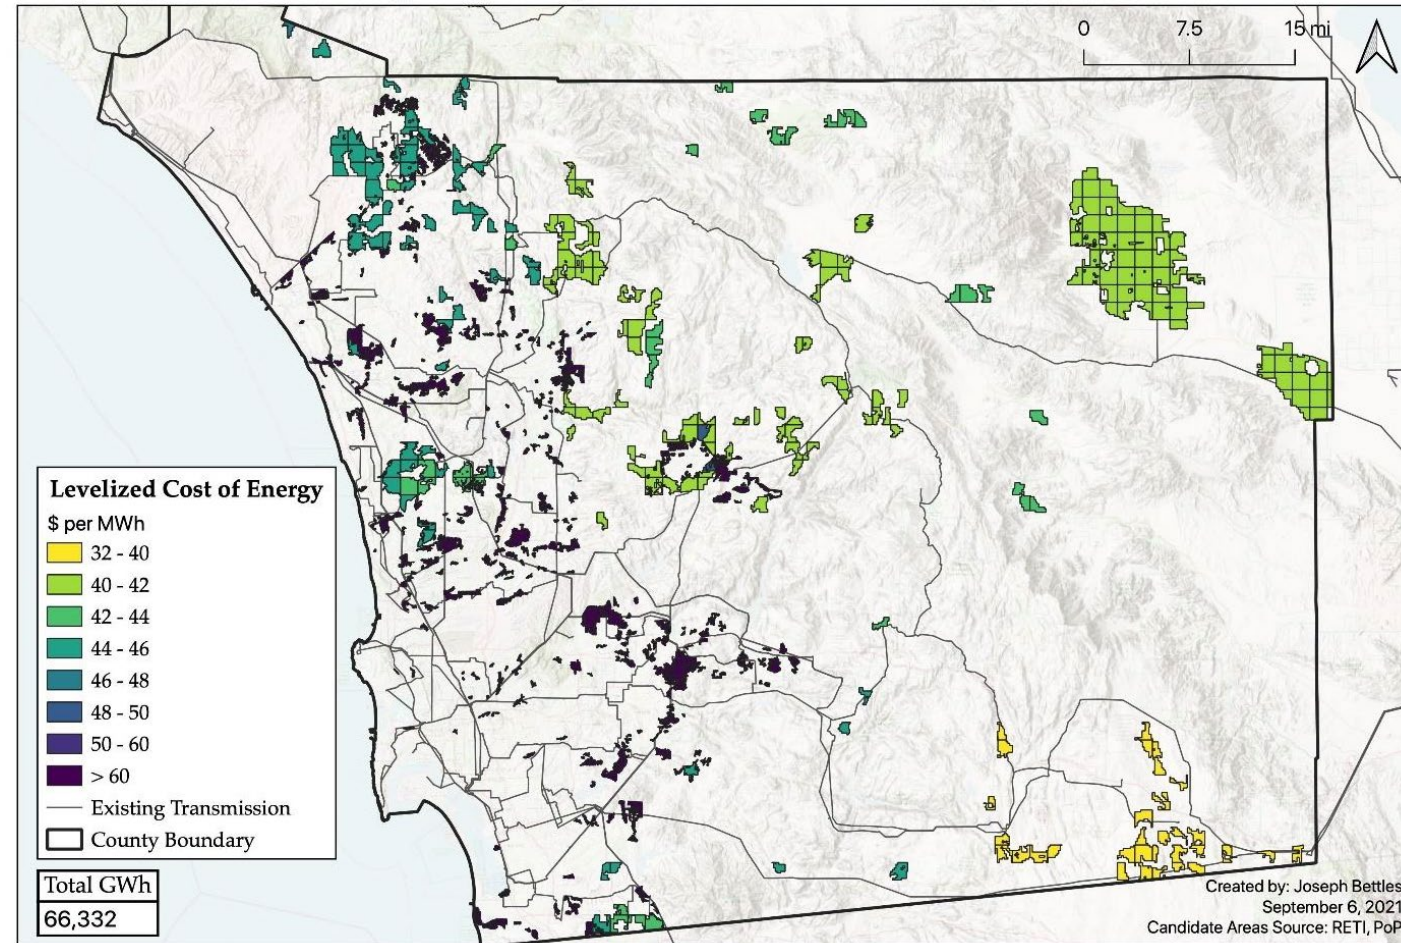 0 7.5 15 mi
Levelized Cost of Energy
$ per MWh
32 - 40
40 - 42
42 - 44
44 - 46
46 - 48
48 - 50
50 - 60
> 60
Existing Transmission
County Boundary
Total GWh
66,332
Created by: Joseph Bettles
September 6, 2021
Candidate Areas Source: RETI, PoP